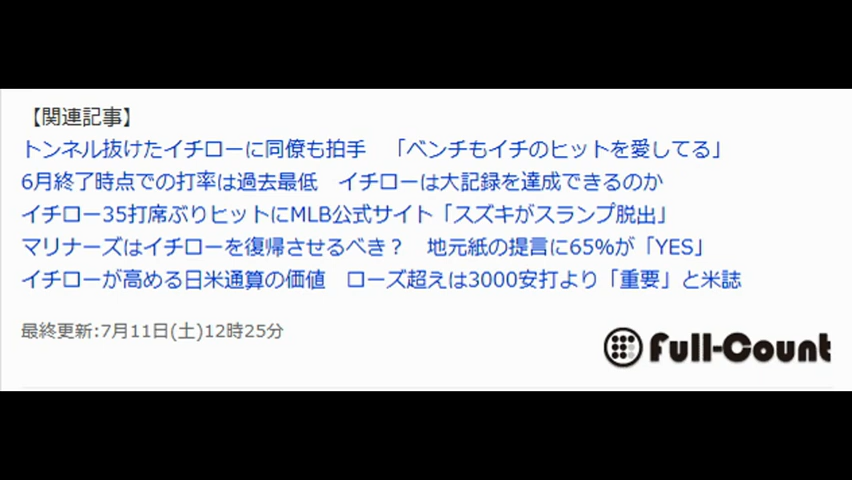 【関連記事】
トンネル抜けたイチローに同僚も拍手　「ベンチもイチのヒットを愛してる」
6月終了時点での打率は過去最低　イチローは大記録を達成できるのか
イチロー35打席ぶりヒットにMLB公式サイト「スズキがスランプ脱出」
マリナーズはイチローを復帰させるべき？　地元紙の提言に65%が「YES」
イチローが高める日米通算の価値　ローズ超えは3000安打より「重要」と米誌
最終更新:7月11日(土)12時25分
Full-Count